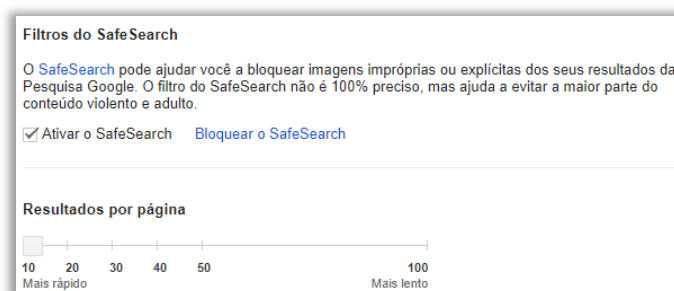 Filtros do SafeSearch
O SafeSearch pode ajudar você a bloquear imagens impróprias ou explícitas dos seus resultados da
Pesquisa Google. O filtro do SafeSearch não é 100% preciso, mas ajuda a evitar a maior parte do
conteúdo violento e adulto.
Ativar o SafeSearch Bloquear o SafeSearch
Resultados por página
10 20 30 40 50 100
Mais rápido Mais lento